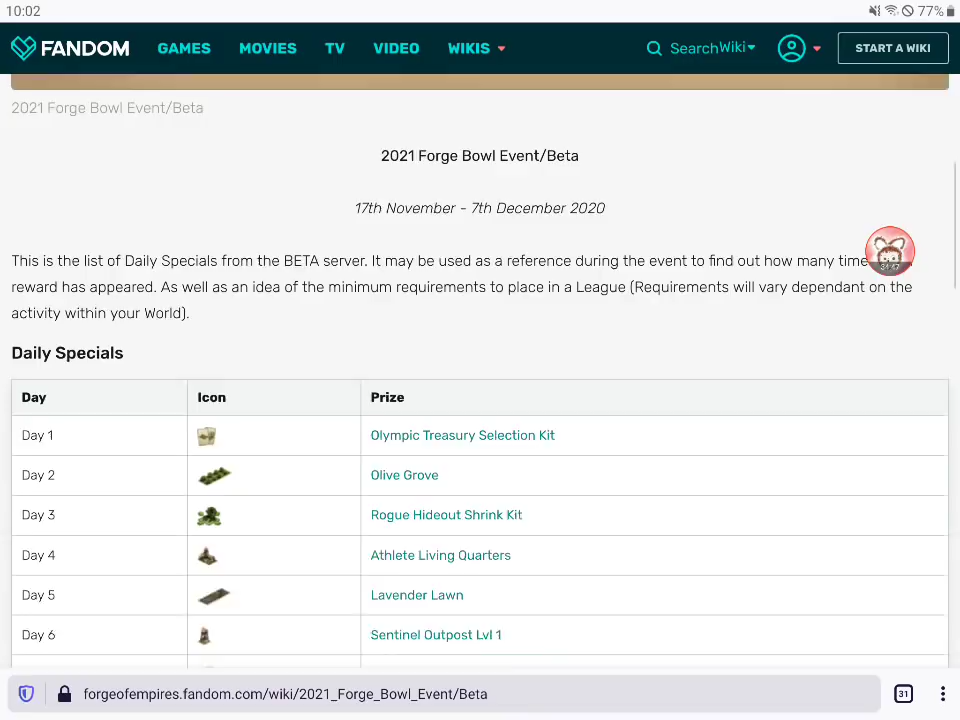 10:02
77%
FANDOM GAMES MOVIES TV VIDEO WIKIS SearchWiki START A WIKI
2021 Forge Bowl Event/Beta
2021 Forge Bowl Event/Beta
17th November - 7th December 2020
This is the list of Daily Specials from the BETA server. It may be used as a reference during the event to find out how many time
reward has appeared. As well as an idea of the minimum requirements to place in a League (Requirements will vary dependant on the
activity within your World).
Daily Specials
Day Icon Prize
Day 1 Olympic Treasury Selection Kit
Day 2 Olive Grove
Day 3 Rogue Hideout Shrink Kit
Day 4 Athlete Living Quarters
Day 5 Lavender Lawn
Day 6 Sentinel Outpost Lvl 1
forgeofempires.fandom.com/wiki/2021_Forge_Bowl_Event/Beta
31